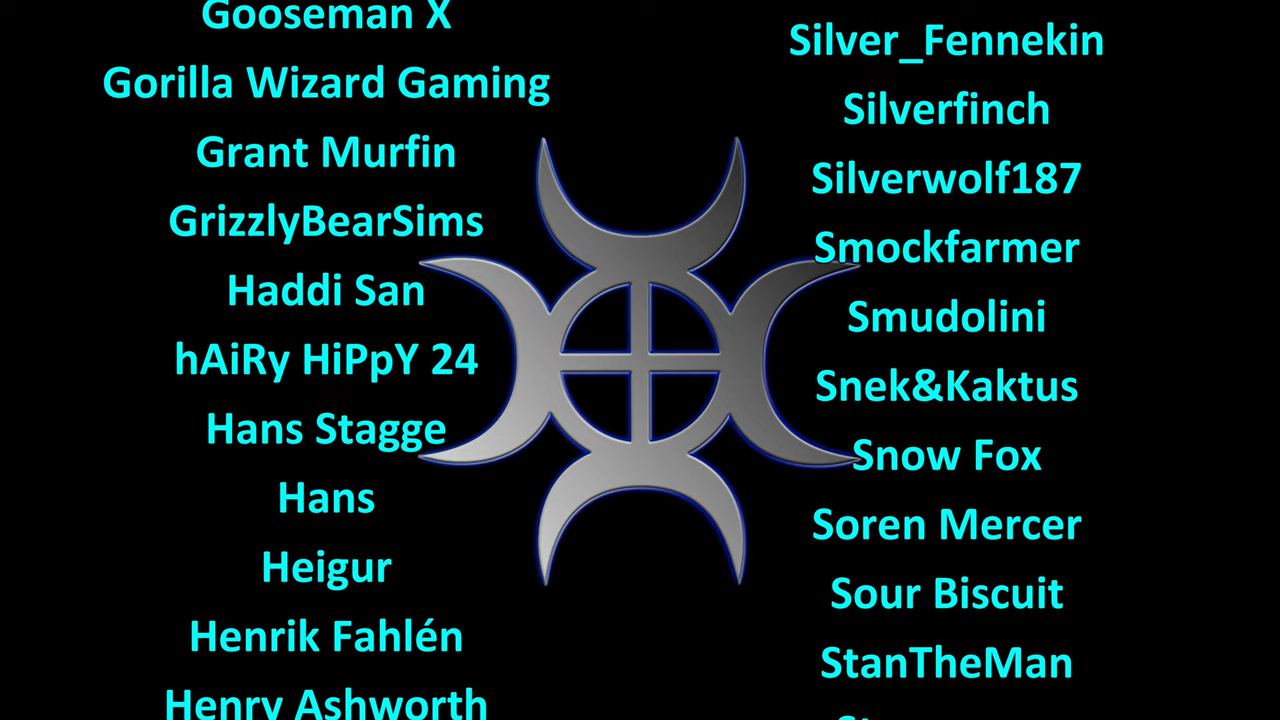 Gooseman X
Gorilla Wizard Gaming
Grant Murfin
GrizzlyBearSims
Haddi San
hAiRy HiPpY 24
Hans Stagge
Hans
Heigur
Henrik Fahlén
Henry Ashworth
Silver_Fennekin
Silverfinch
Silverwolf187
Smockfarmer
Smudolini
Snek&Kaktus
Snow Fox
Soren Mercer
Sour Biscuit
StanTheMan